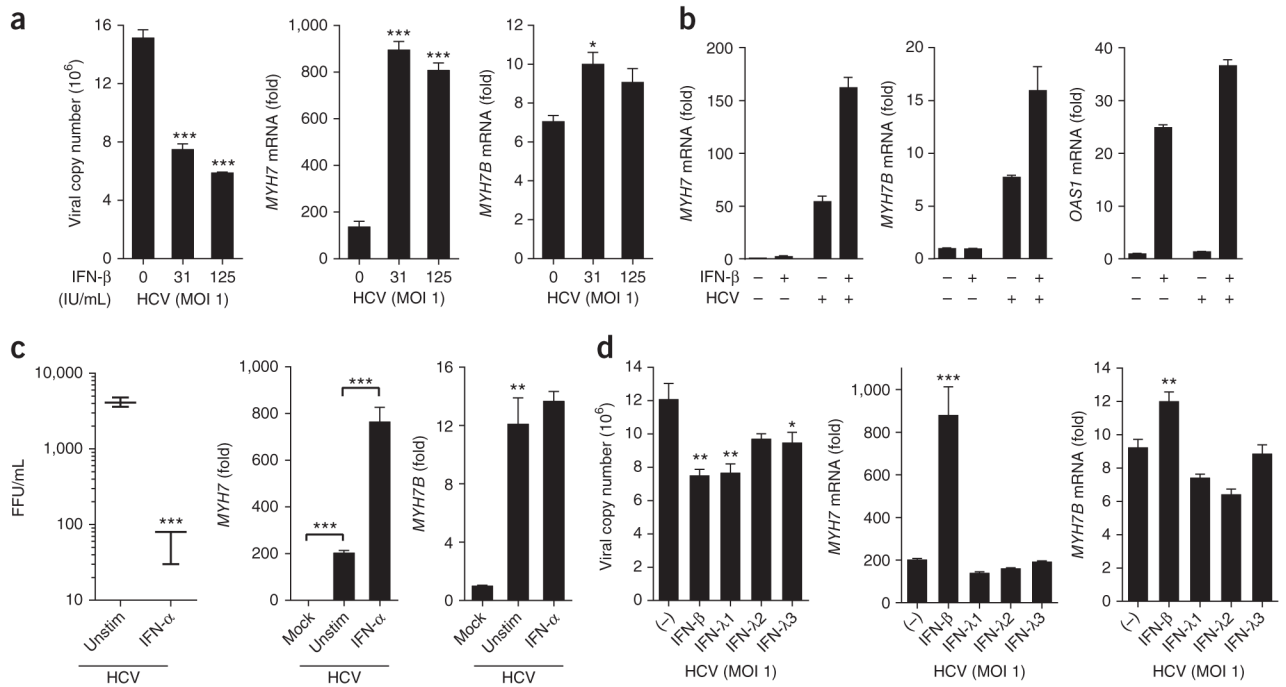 a
Viral copy number (10⁶)
16
12
8
4
0
***
***
IFN-β
(IU/mL)
0 31 125
HCV (MOI 1)
MYH7 mRNA (fold)
1,000
800
600
400
200
0
***
***
0 31 125
HCV (MOI 1)
MYH7B mRNA (fold)
12
10
8
6
4
2
0
*
0 31 125
HCV (MOI 1)
b
MYH7 mRNA (fold)
200
150
100
50
0
IFN-β – + – +
HCV – – + +
MYH7B mRNA (fold)
20
15
10
5
0
– + – +
– – + +
OAS1 mRNA (fold)
40
30
20
10
0
– + – +
– – + +
c
FFU/mL
10,000
1,000
100
10
***
Unstim
IFN-α
HCV
MYH7 (fold)
1,000
800
600
400
200
0
***
***
Mock
Unstim
IFN-α
HCV
MYH7B (fold)
16
12
8
4
0
**
Mock
Unstim
IFN-α
HCV
d
Viral copy number (10⁶)
14
12
10
8
6
4
2
0
** ** *
(–)
IFN-β
IFN-λ1
IFN-λ2
IFN-λ3
HCV (MOI 1)
MYH7 mRNA (fold)
1,000
800
600
400
200
0
***
(–)
IFN-β
IFN-λ1
IFN-λ2
IFN-λ3
HCV (MOI 1)
MYH7B mRNA (fold)
14
12
10
8
6
4
2
0
**
(–)
IFN-β
IFN-λ1
IFN-λ2
IFN-λ3
HCV (MOI 1)